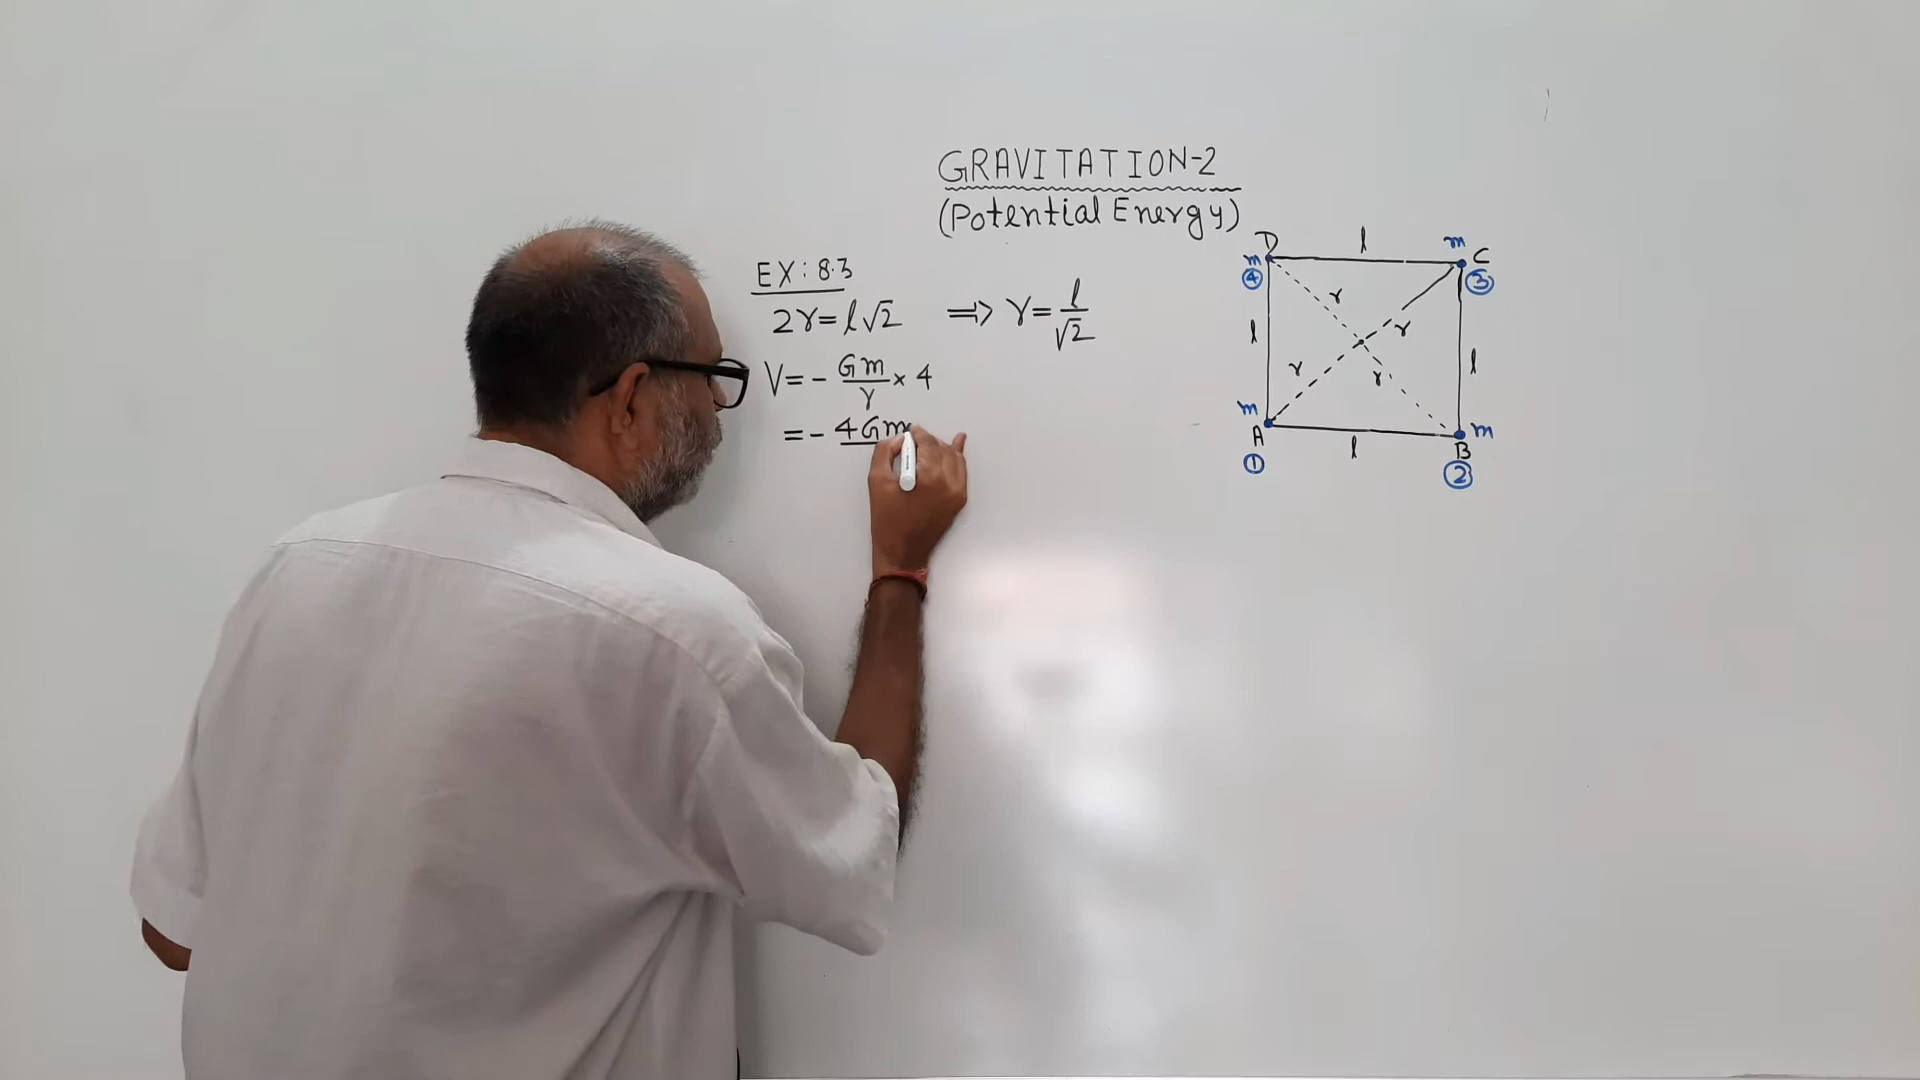 GRAVITATION-2
(Potential Energy)
EX: 8.3
2r = l√2 ⇒ r = l/√2
V = - Gm/r × 4
= - 4Gm
D l m C
m
④ ③
r
l r
r l
r
m
A l B m
① ②